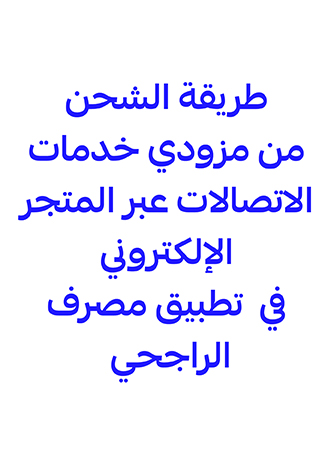 طريقة الشحن
من مزودي خدمات
الاتصالات عبر المتجر
الإلكتروني
في تطبيق مصرف
الراجحي